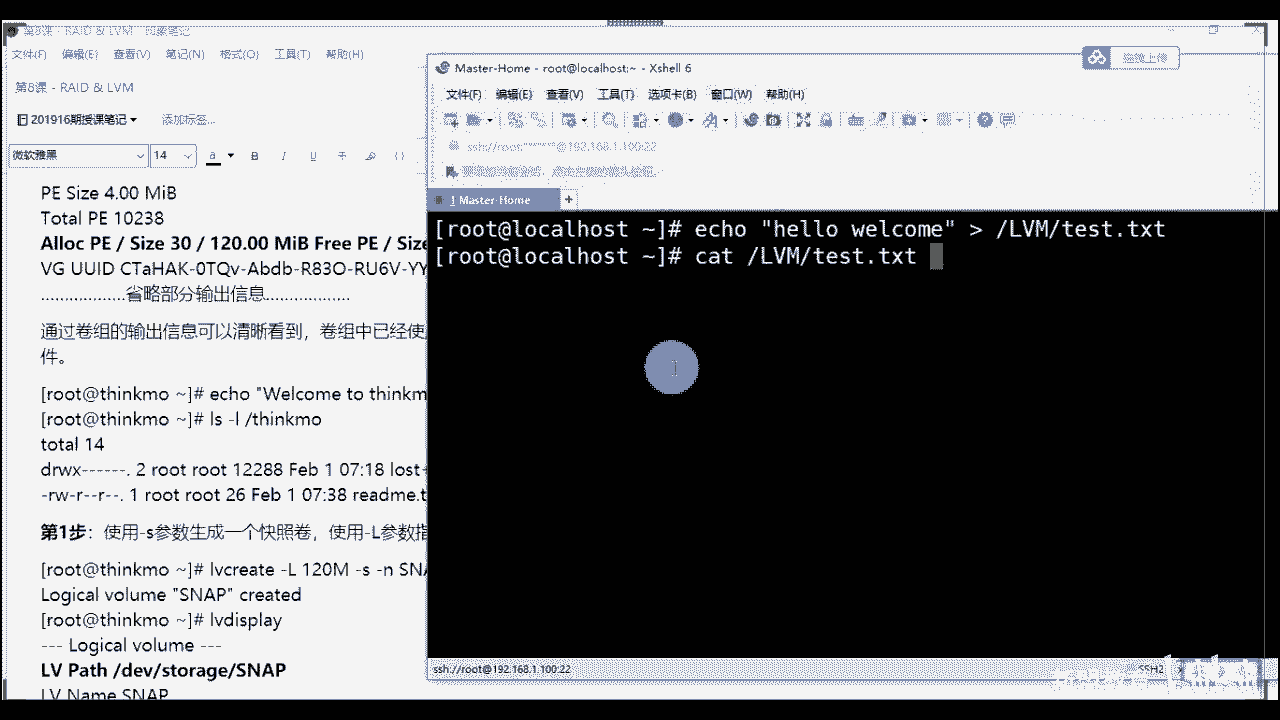 第8课 - RAID & LVM - 印象笔记
文件(F) 编辑(E) 查看(V) 笔记(N) 格式(O) 工具(T) 帮助(H)
第8课 - RAID & LVM
201916期授课笔记 添加标签...
微软雅黑 14
PE Size 4.00 MiB
Total PE 10238
Alloc PE / Size 30 / 120.00 MiB Free PE / Size
VG UUID CTaHAK-0TQv-Abdb-R83O-RU6V-YY
………………省略部分输出信息………………
通过卷组的输出信息可以清晰看到，卷组中已经使
件。
[root@thinkmo ~]# echo "Welcome to thinkm
[root@thinkmo ~]# ls -l /thinkmo
total 14
drwx------. 2 root root 12288 Feb 1 07:18 lost+
-rw-r--r--. 1 root root 26 Feb 1 07:38 readme.t
第1步：使用-s参数生成一个快照卷，使用-L参数指
[root@thinkmo ~]# lvcreate -L 120M -s -n SNA
Logical volume "SNAP" created
[root@thinkmo ~]# lvdisplay
--- Logical volume ---
LV Path /dev/storage/SNAP
LV Name SNAP
Master-Home - root@localhost:~ - Xshell 6
文件(F) 编辑(E) 查看(V) 工具(T) 选项卡(B) 窗口(W) 帮助(H)
ssh://root:******@192.168.1.100:22
1 Master-Home
[root@localhost ~]# echo "hello welcome" > /LVM/test.txt
[root@localhost ~]# cat /LVM/test.txt
ssh://root@192.168.1.100:22
SSH2